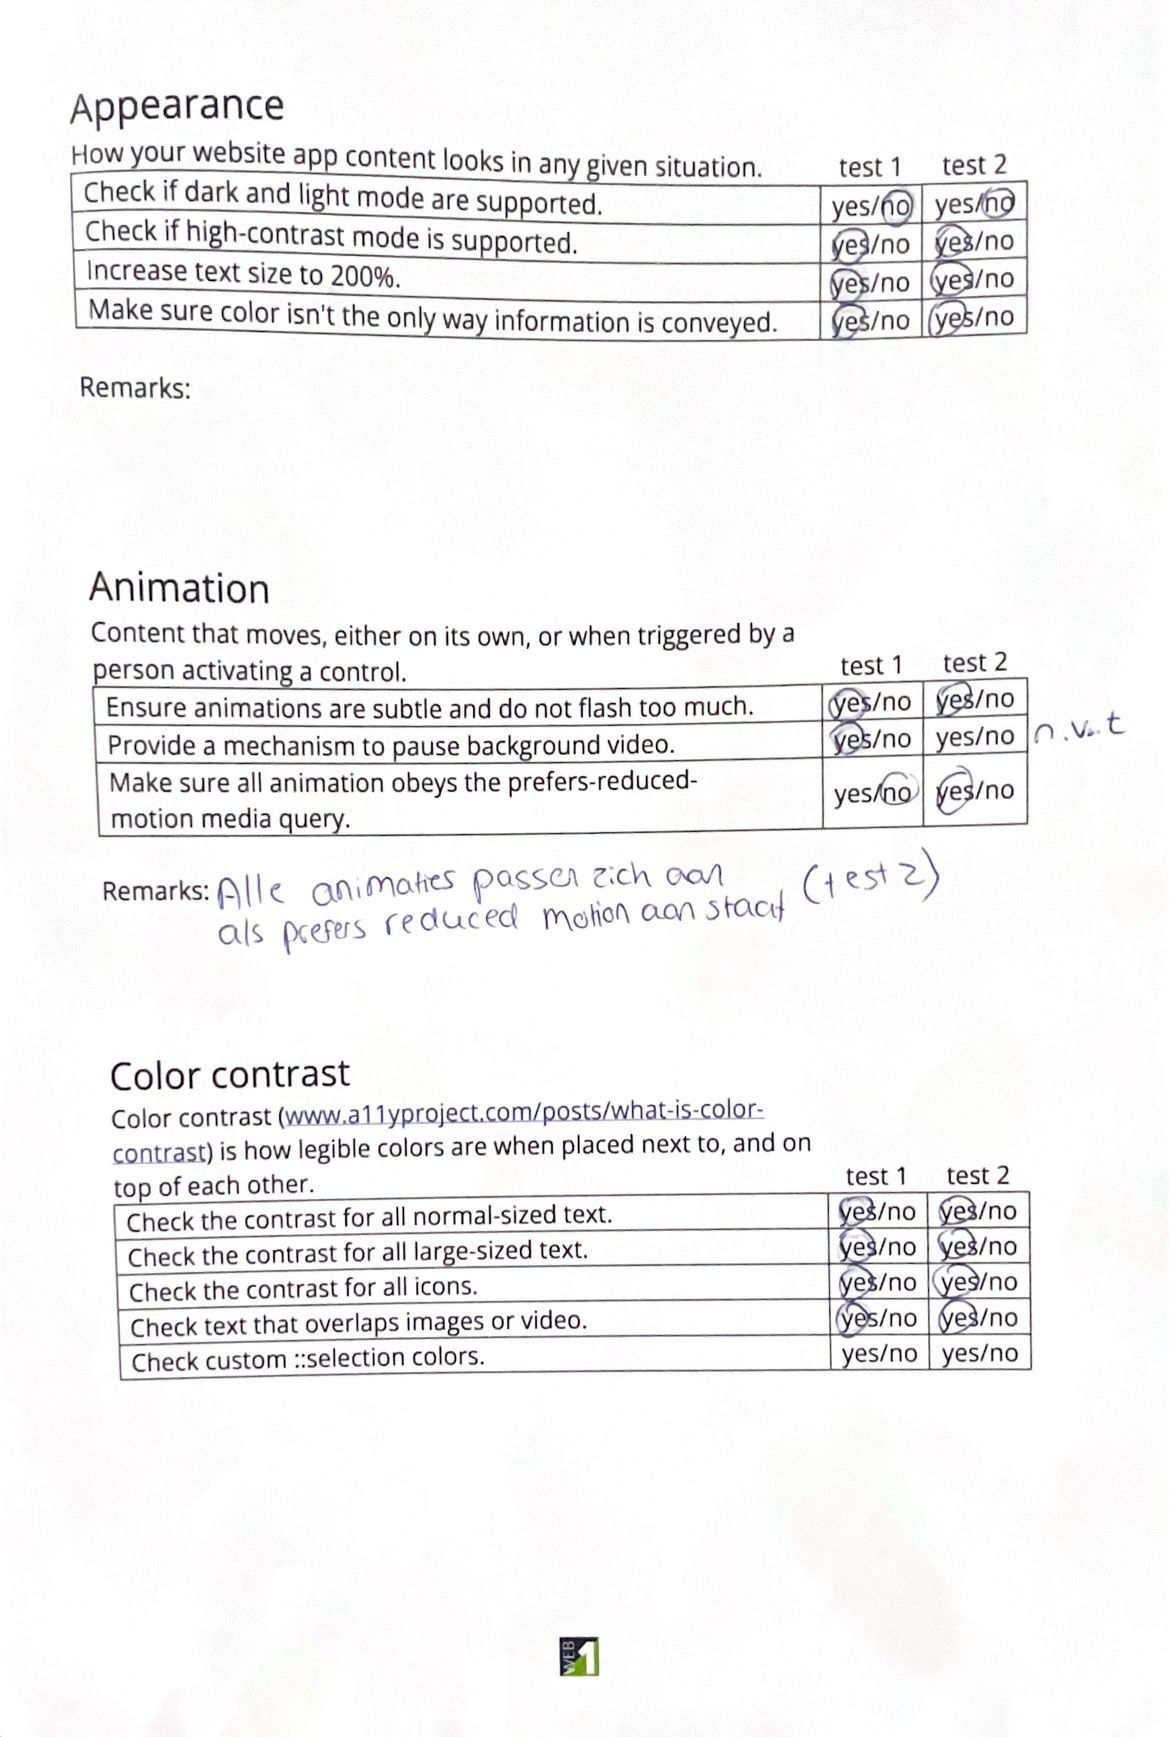 Appearance
How your website app content looks in any given situation. test 1 test 2
Check if dark and light mode are supported. yes/no yes/no
Check if high-contrast mode is supported. yes/no yes/no
Increase text size to 200%. yes/no yes/no
Make sure color isn't the only way information is conveyed. yes/no yes/no
Remarks:
Animation
Content that moves, either on its own, or when triggered by a
person activating a control. test 1 test 2
Ensure animations are subtle and do not flash too much. yes/no yes/no
Provide a mechanism to pause background video. yes/no yes/no n.v.t
Make sure all animation obeys the prefers-reduced-
motion media query. yes/no yes/no
Remarks: Alle animaties passen zich aan (test 2)
als prefers reduced motion aan staat
Color contrast
Color contrast (www.a11yproject.com/posts/what-is-color-
contrast) is how legible colors are when placed next to, and on
top of each other. test 1 test 2
Check the contrast for all normal-sized text. yes/no yes/no
Check the contrast for all large-sized text. yes/no yes/no
Check the contrast for all icons. yes/no yes/no
Check text that overlaps images or video. yes/no yes/no
Check custom ::selection colors. yes/no yes/no
WEB 1